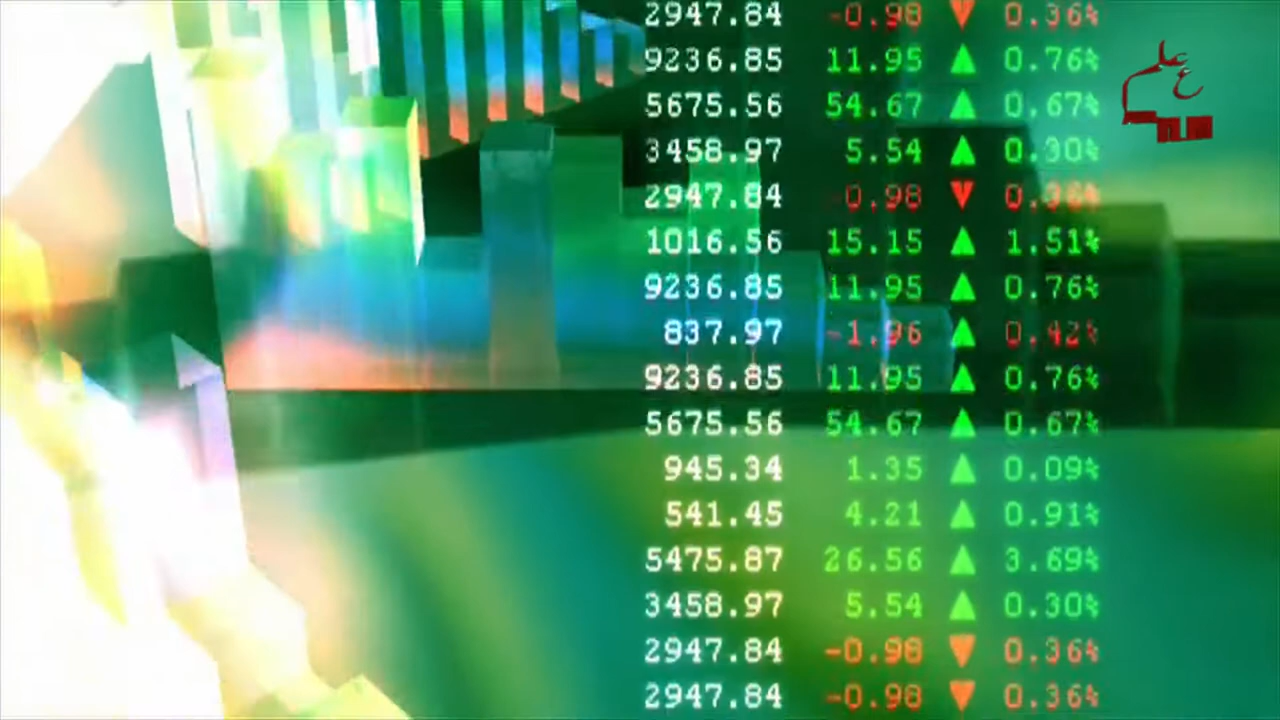 2947.84 -0.98 ▼ 0.36%
9236.85 11.95 ▲ 0.76%
5675.56 54.67 ▲ 0.67%
3458.97 5.54 ▲ 0.30%
2947.84 -0.98 ▼ 0.36%
1016.56 15.15 ▲ 1.51%
9236.85 11.95 ▲ 0.76%
837.97 -1.96 ▲ 0.42%
9236.85 11.95 ▲ 0.76%
5675.56 54.67 ▲ 0.67%
945.34 1.35 ▲ 0.09%
541.45 4.21 ▲ 0.91%
5475.87 26.56 ▲ 3.69%
3458.97 5.54 ▲ 0.30%
2947.84 -0.98 ▼ 0.36%
2947.84 -0.98 ▼ 0.36%